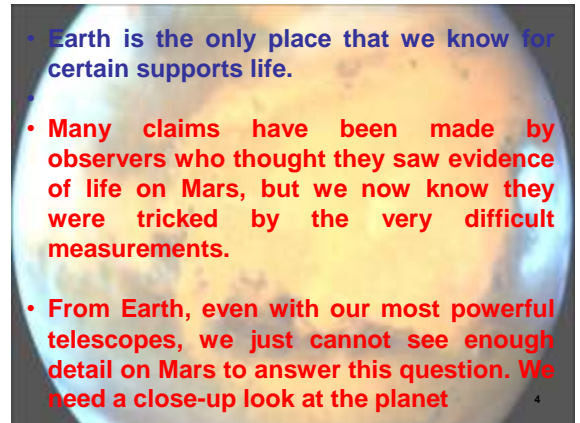 • Earth is the only place that we know for
certain supports life.
•
• Many claims have been made by
observers who thought they saw evidence
of life on Mars, but we now know they
were tricked by the very difficult
measurements.
• From Earth, even with our most powerful
telescopes, we just cannot see enough
detail on Mars to answer this question. We
need a close-up look at the planet
4